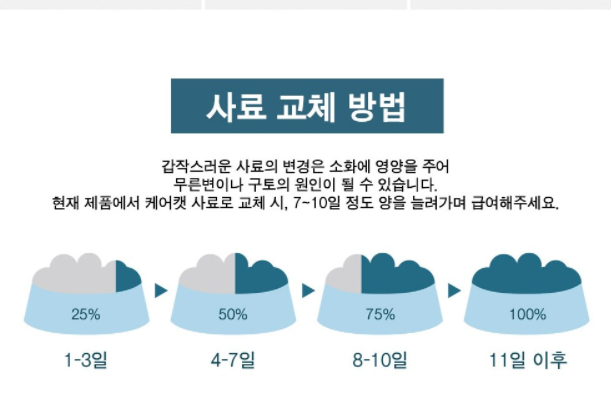 사료 교체 방법
갑작스러운 사료의 변경은 소화에 영양을 주어
무른변이나 구토의 원인이 될 수 있습니다.
현재 제품에서 케어캣 사료로 교체 시, 7~10일 정도 양을 늘려가며 급여해주세요.
25% 50% 75% 100%
1-3일 4-7일 8-10일 11일 이후